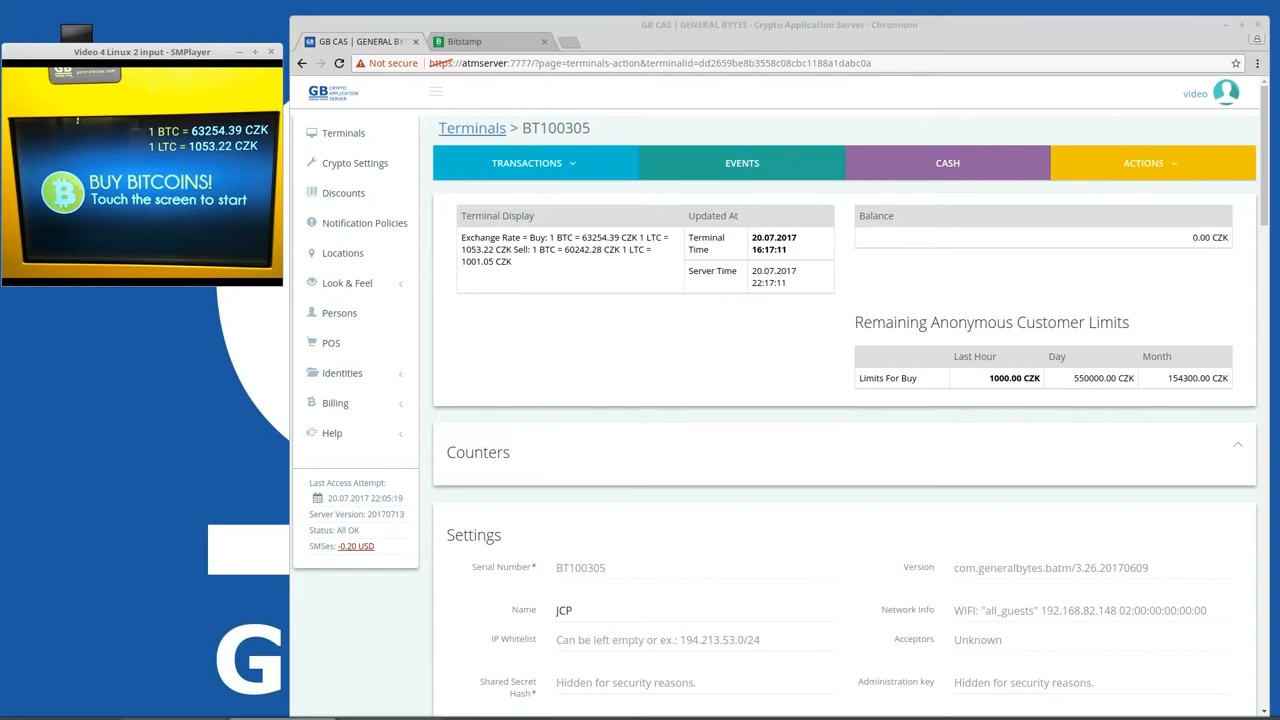 GB CAS | GENERAL BYTES - Crypto Application Server - Chromium
GB CAS | GENERAL BYT
Bitstamp
Not secure
https://atmserver:7777/?page=terminals-action&terminalid=dd2659be8b3558c08cbc1188a1dabc0a
Video 4 Linux 2 input - SMPlayer
GB generalbytes.com
1 BTC = 63254.39 CZK
1 LTC = 1053.22 CZK
BUY BITCOINS!
Touch the screen to start
G
GB CRYPTO
APPLICATION
SERVER
video
Terminals
Crypto Settings
Discounts
Notification Policies
Locations
Look & Feel
Persons
POS
Identities
Billing
Help
Last Access Attempt:
20.07.2017 22:05:19
Server Version: 20170713
Status: All OK
SMSes: -0.20 USD
Terminals > BT100305
TRANSACTIONS
EVENTS
CASH
ACTIONS
Terminal Display
Updated At
Exchange Rate = Buy: 1 BTC = 63254.39 CZK 1 LTC =
1053.22 CZK Sell: 1 BTC = 60242.28 CZK 1 LTC =
1001.05 CZK
Terminal
Time
20.07.2017
16:17:11
Server Time
20.07.2017
22:17:11
Balance
0.00 CZK
Remaining Anonymous Customer Limits
Last Hour
Day
Month
Limits For Buy
1000.00 CZK
550000.00 CZK
154300.00 CZK
Counters
Settings
Serial Number*
BT100305
Version
com.generalbytes.batm/3.26.20170609
Name
JCP
Network Info
WIFI: "all_guests" 192.168.82.148 02:00:00:00:00:00
IP Whitelist
Can be left empty or ex.: 194.213.53.0/24
Acceptors
Unknown
Shared Secret
Hash*
Hidden for security reasons.
Administration key
Hidden for security reasons.